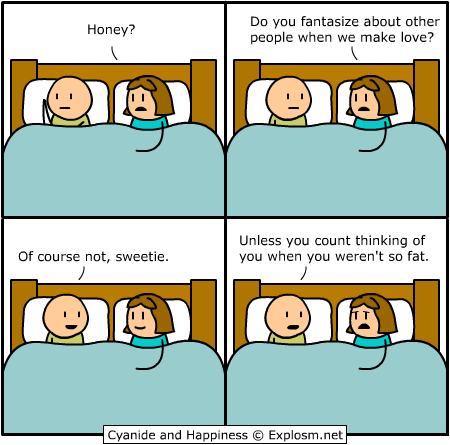 Honey?
Do you fantasize about other
people when we make love?
Of course not, sweetie.
Unless you count thinking of
you when you weren't so fat.
Cyanide and Happiness © Explosm.net